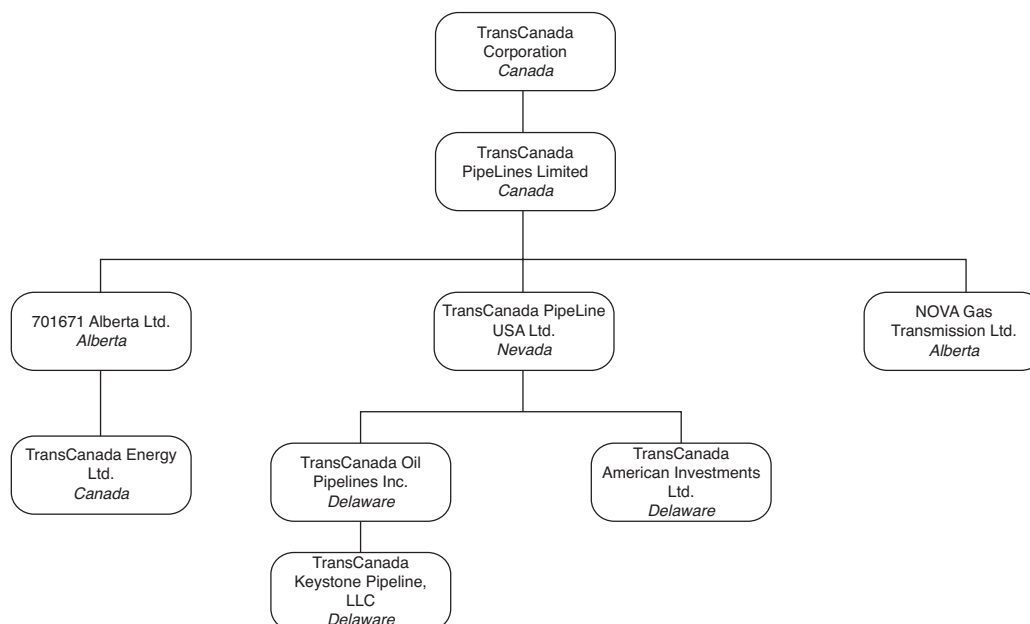 TransCanada
Corporation
Canada
TransCanada
PipeLines Limited
Canada
701671 Alberta Ltd.
Alberta
TransCanada PipeLine
USA Ltd.
Nevada
NOVA Gas
Transmission Ltd.
Alberta
TransCanada Energy
Ltd.
Canada
TransCanada Oil
Pipelines Inc.
Delaware
TransCanada
American Investments
Ltd.
Delaware
TransCanada
Keystone Pipeline,
LLC
Delaware